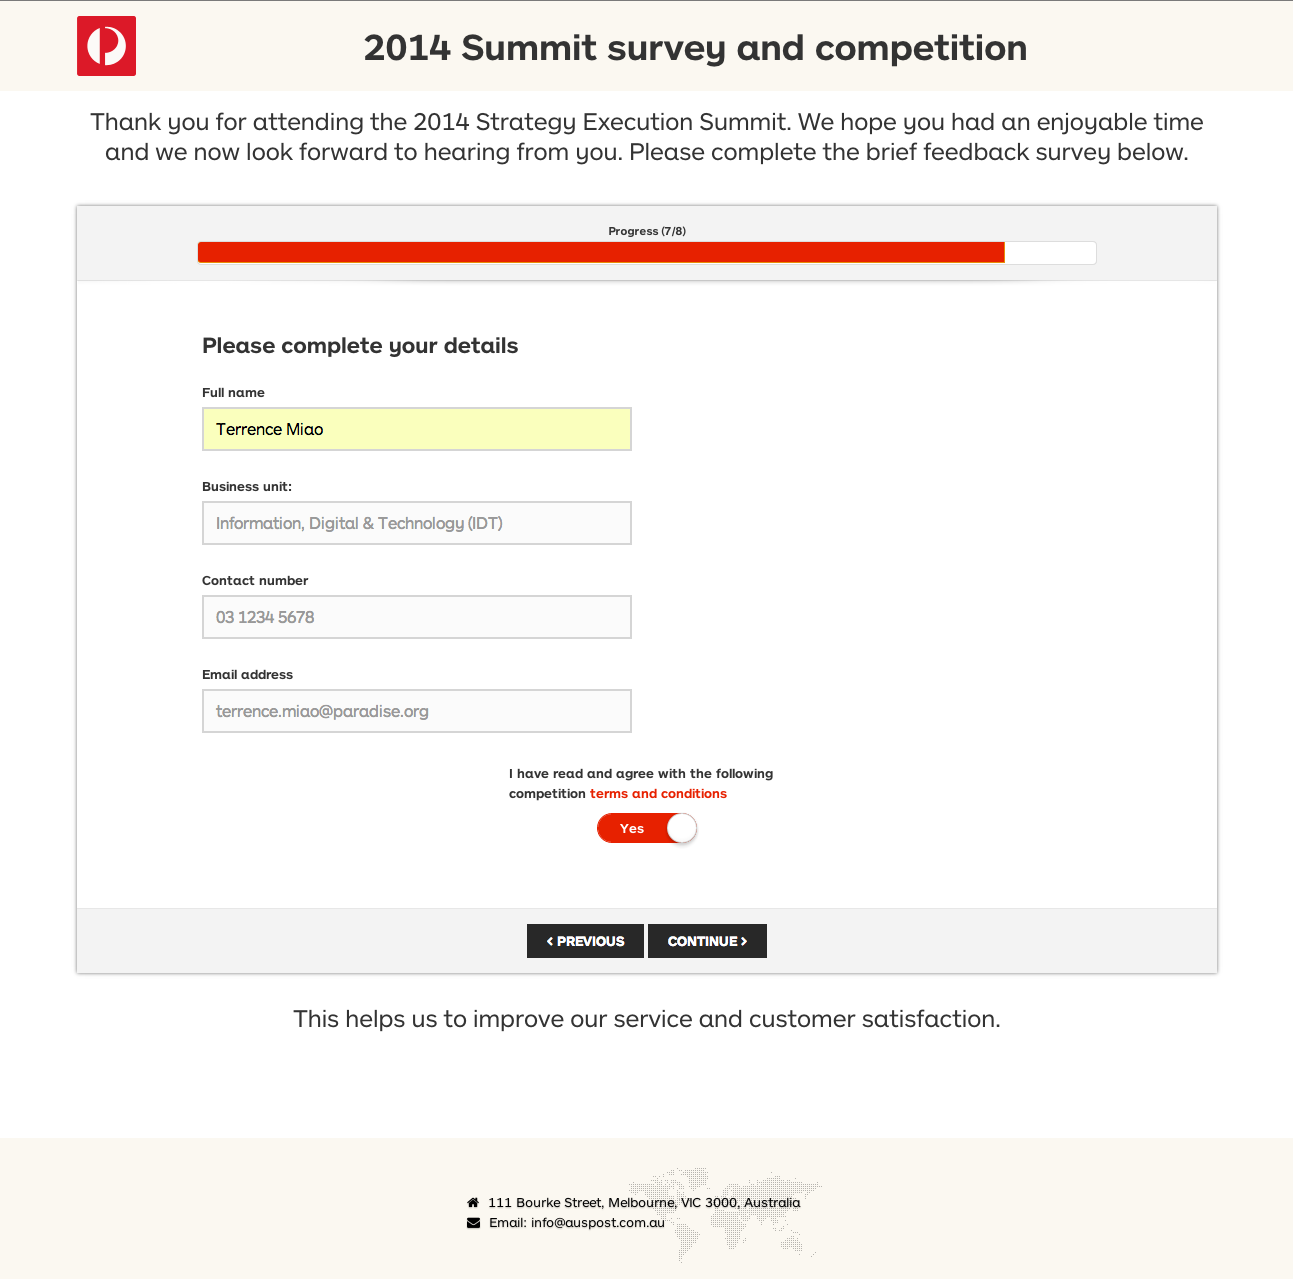 2014 Summit survey and competition
Thank you for attending the 2014 Strategy Execution Summit. We hope you had an enjoyable time
and we now look forward to hearing from you. Please complete the brief feedback survey below.
Progress (7/8)
Please complete your details
Full name
Terrence Miao
Business unit:
Information, Digital & Technology (IDT)
Contact number
03 1234 5678
Email address
terrence.miao@paradise.org
I have read and agree with the following
competition terms and conditions
Yes
‹ PREVIOUS CONTINUE ›
This helps us to improve our service and customer satisfaction.
111 Bourke Street, Melbourne, VIC 3000, Australia
Email: info@auspost.com.au